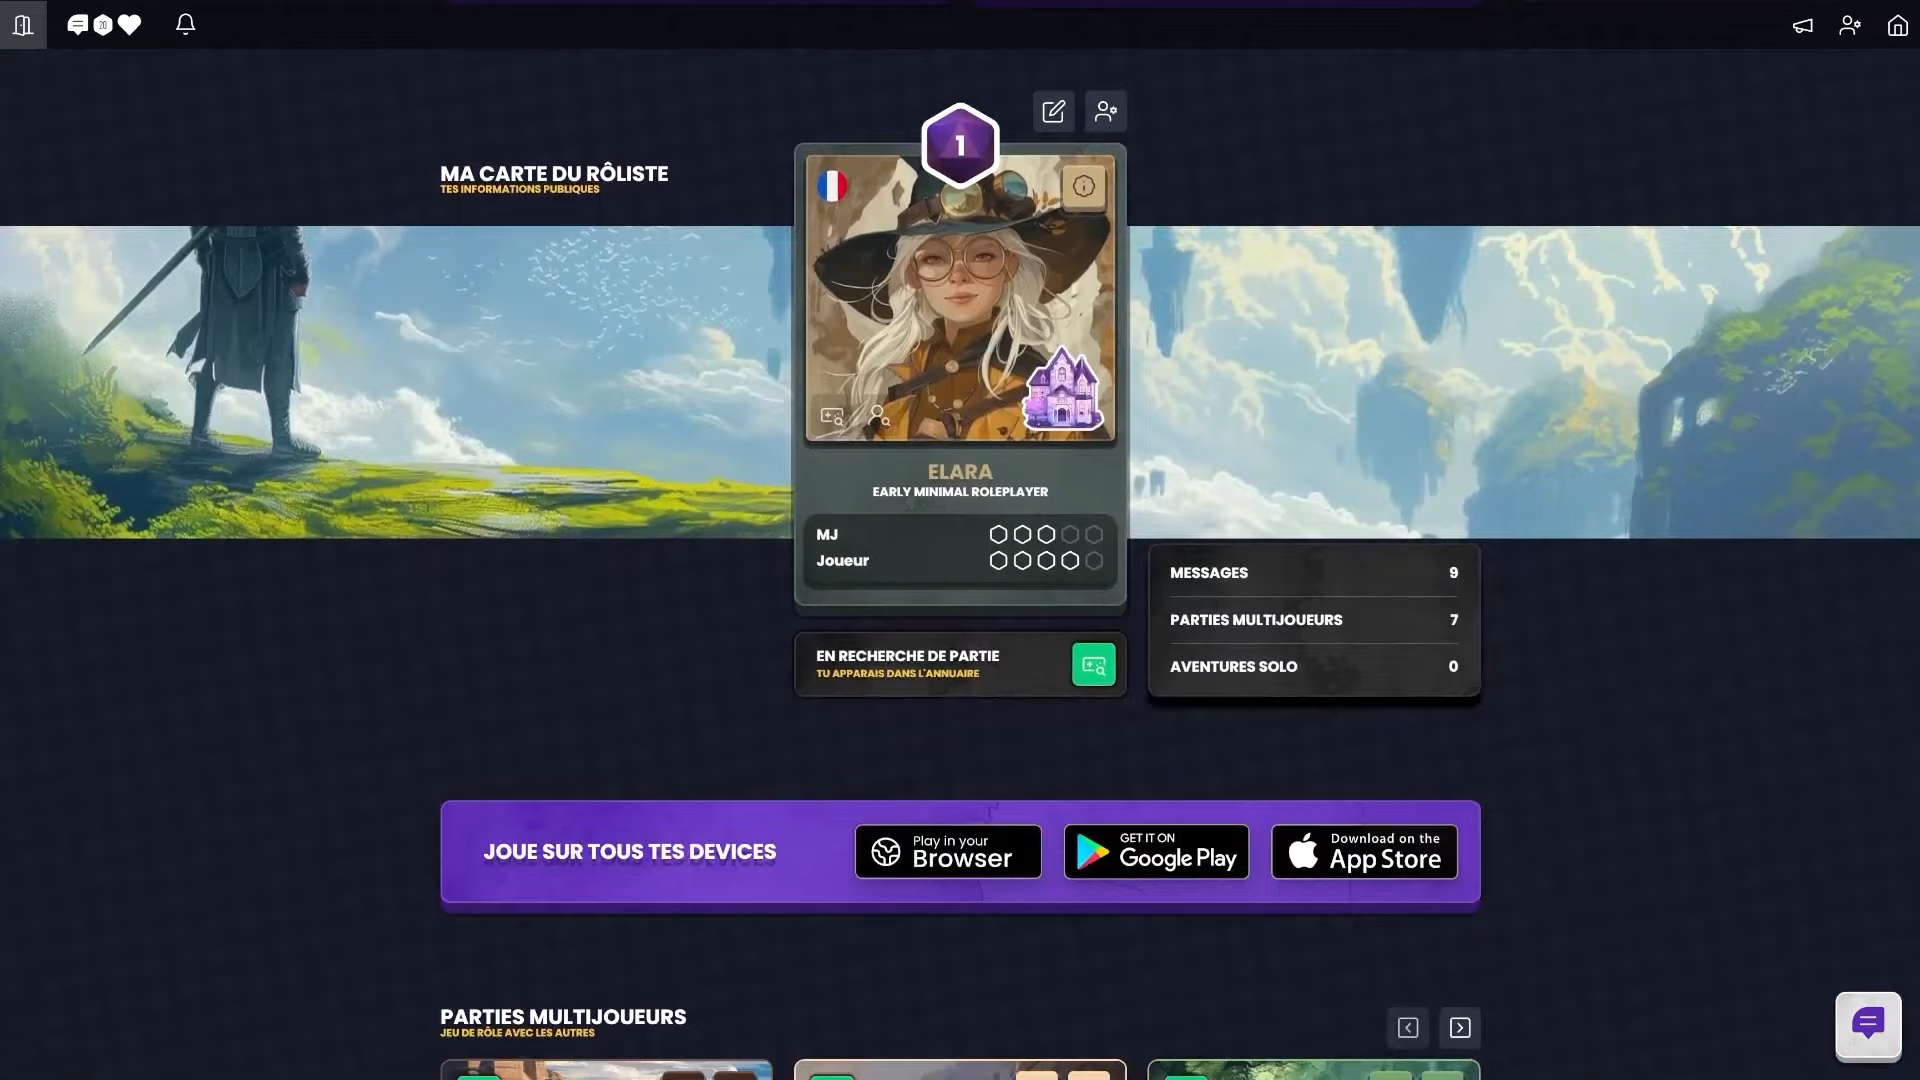 20
1
MA CARTE DU RÔLISTE
TES INFORMATIONS PUBLIQUES
ELARA
EARLY MINIMAL ROLEPLAYER
MJ
Joueur
MESSAGES 9
PARTIES MULTIJOUEURS 7
AVENTURES SOLO 0
EN RECHERCHE DE PARTIE
TU APPARAIS DANS L'ANNUAIRE
JOUE SUR TOUS TES DEVICES
Play in your
Browser
GET IT ON
Google Play
Download on the
App Store
PARTIES MULTIJOUEURS
JEU DE RÔLE AVEC LES AUTRES